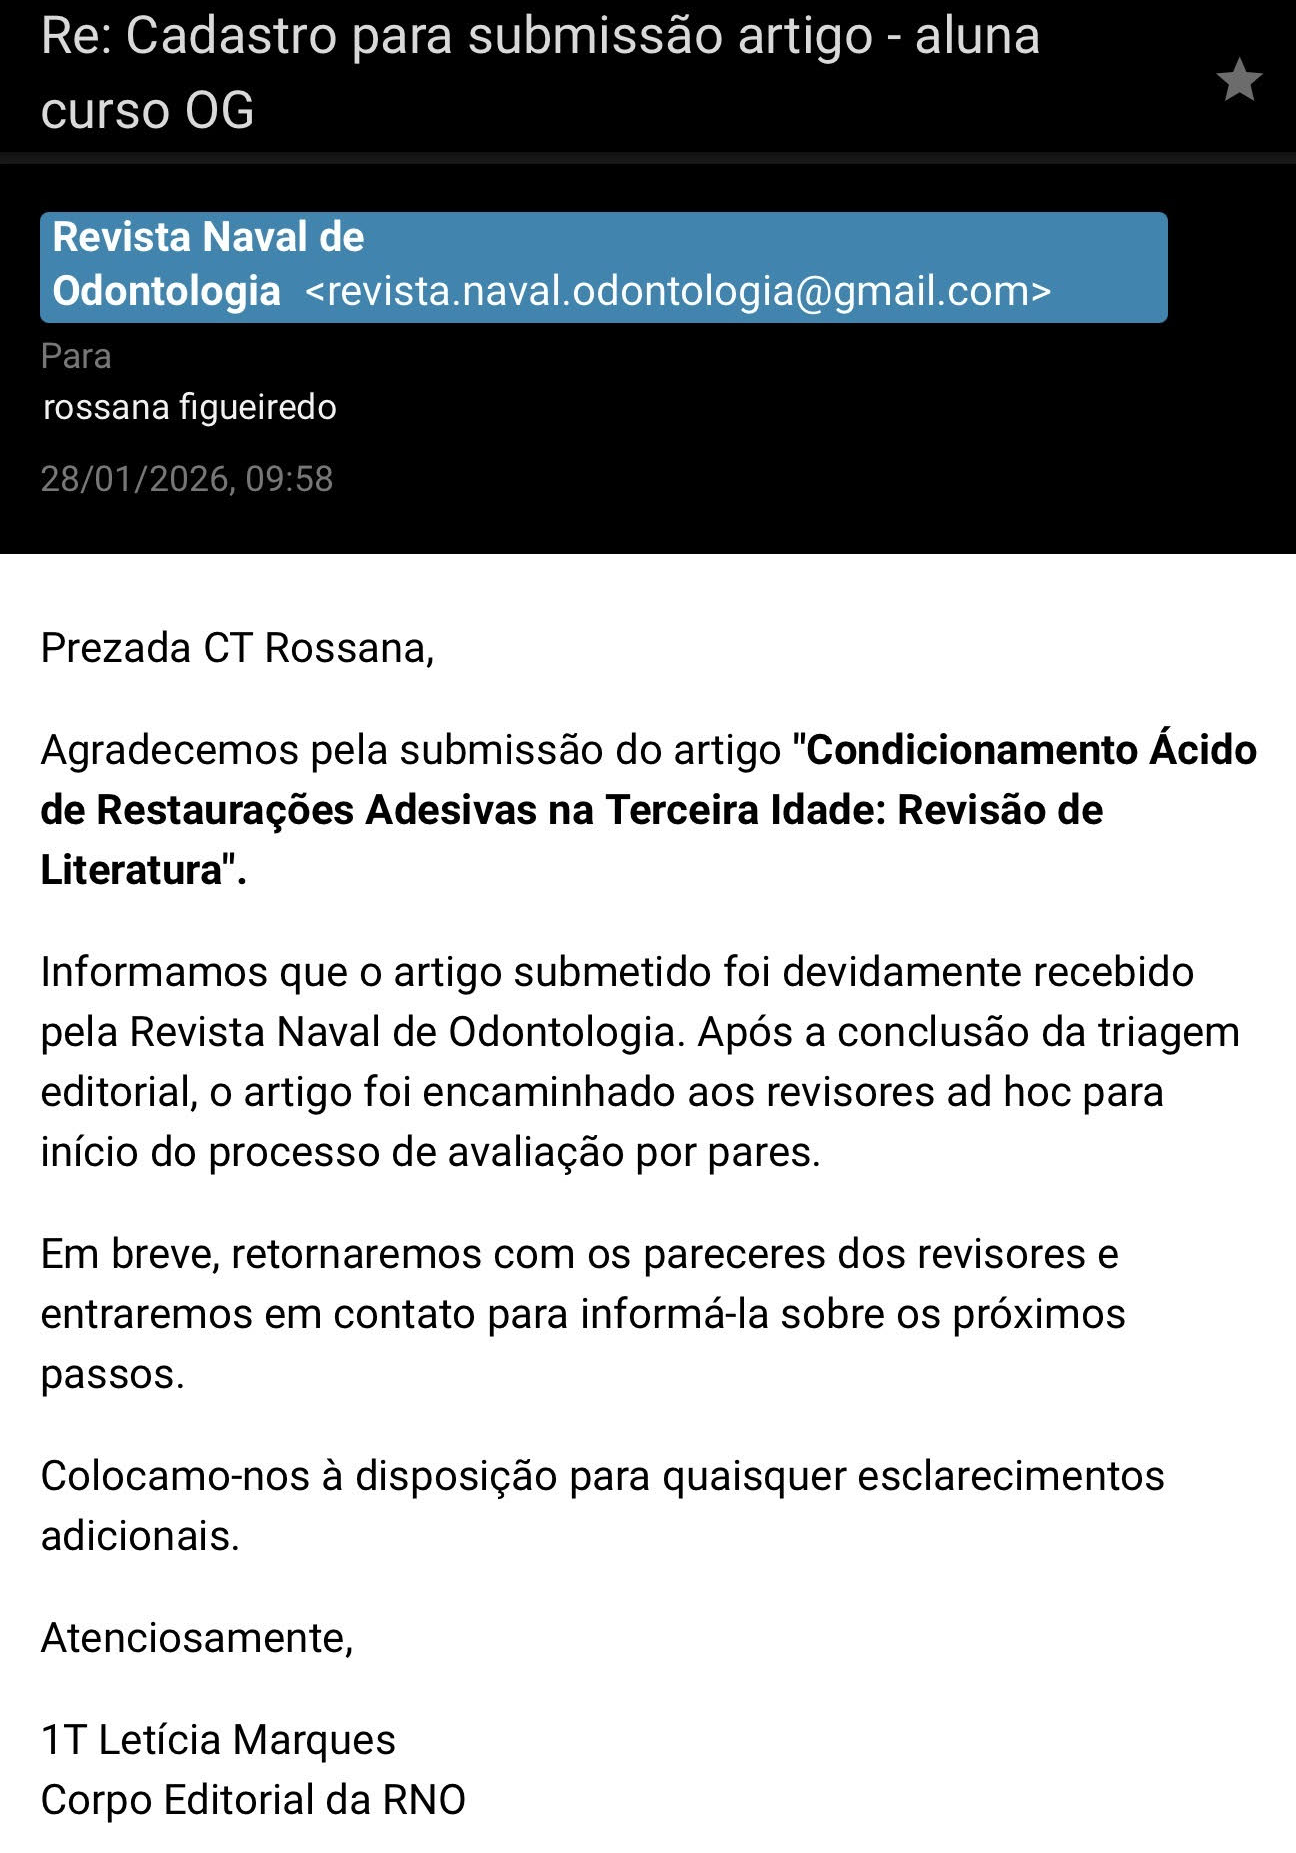 Re: Cadastro para submissão artigo - aluna
curso OG
Revista Naval de
Odontologia <revista.naval.odontologia@gmail.com>
Para
rossana figueiredo
28/01/2026, 09:58
Prezada CT Rossana,
Agradecemos pela submissão do artigo "Condicionamento Ácido
de Restaurações Adesivas na Terceira Idade: Revisão de
Literatura".
Informamos que o artigo submetido foi devidamente recebido
pela Revista Naval de Odontologia. Após a conclusão da triagem
editorial, o artigo foi encaminhado aos revisores ad hoc para
início do processo de avaliação por pares.
Em breve, retornaremos com os pareceres dos revisores e
entraremos em contato para informá-la sobre os próximos
passos.
Colocamo-nos à disposição para quaisquer esclarecimentos
adicionais.
Atenciosamente,
1T Letícia Marques
Corpo Editorial da RNO